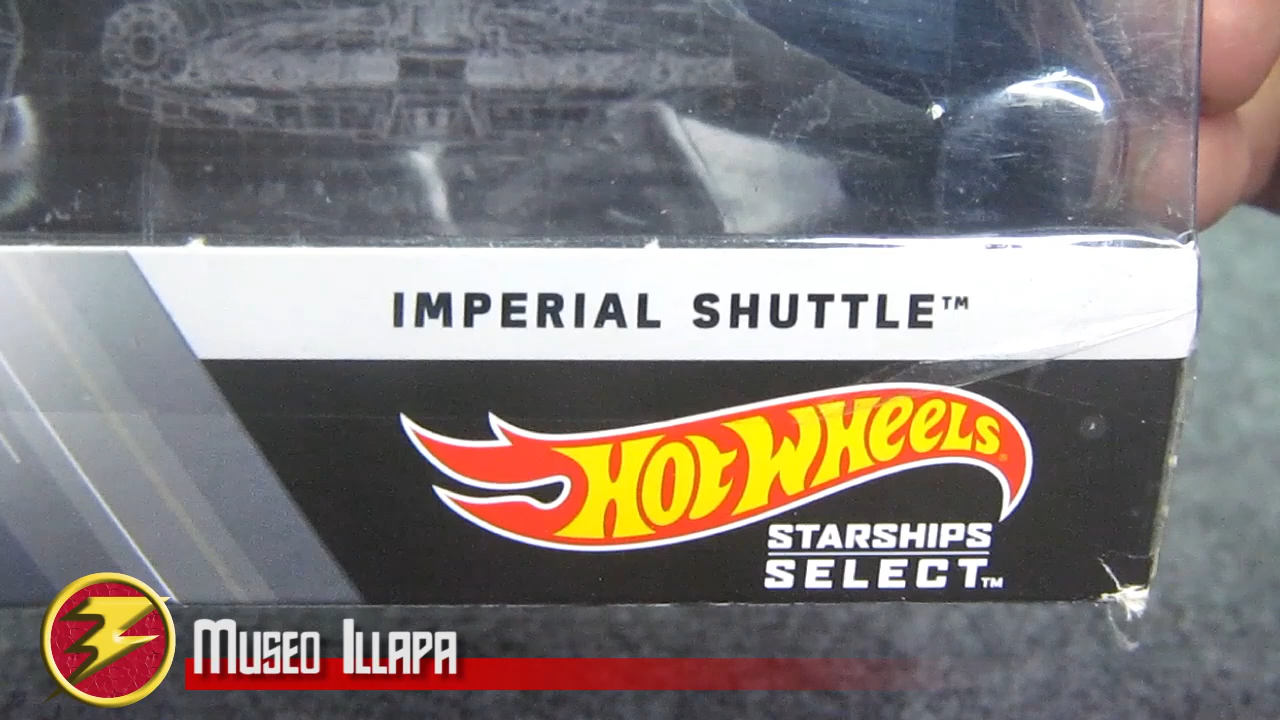 IMPERIAL SHUTTLE™
HOT WHEELS
STARSHIPS
SELECT™
MUSEO ILLAPA